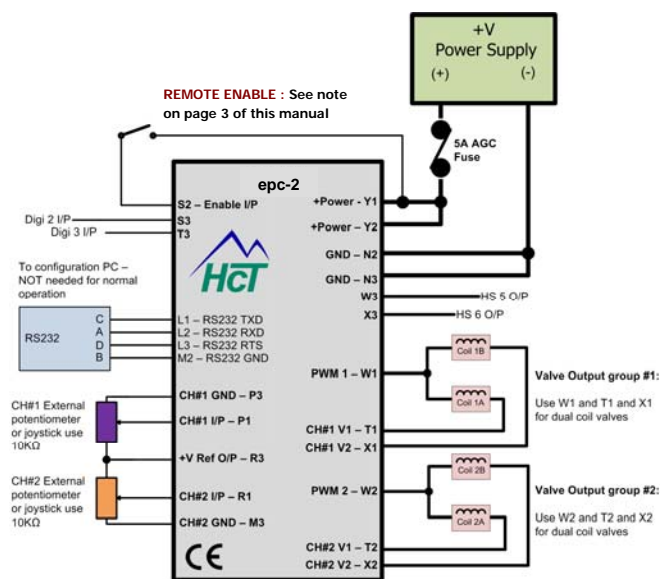 +V
Power Supply
(+) (-)
REMOTE ENABLE : See note
on page 3 of this manual
5A AGC
Fuse
epc-2
S2 – Enable I/P
Digi 2 I/P
S3
Digi 3 I/P
T3
+Power - Y1
+Power – Y2
GND – N2
GND – N3
W3
HS 5 O/P
X3
HS 6 O/P
HCT
To configuration PC –
NOT needed for normal
operation
RS232
C
A
D
B
L1 – RS232 TXD
L2 – RS232 RXD
L3 – RS232 RTS
M2 – RS232 GND
CH#1 External
potentiometer
or joystick use
10KΩ
CH#1 GND – P3
CH#1 I/P – P1
+V Ref O/P – R3
CH#2 External
potentiometer
or joystick use
10KΩ
CH#2 I/P – R1
CH#2 GND – M3
CE
PWM 1 – W1
CH#1 V1 – T1
CH#1 V2 – X1
Coil 1B
Coil 1A
Valve Output group #1:
Use W1 and T1 and X1
for dual coil valves
PWM 2 – W2
CH#2 V1 – T2
CH#2 V2 – X2
Coil 2B
Coil 2A
Valve Output group #2:
Use W2 and T2 and X2
for dual coil valves